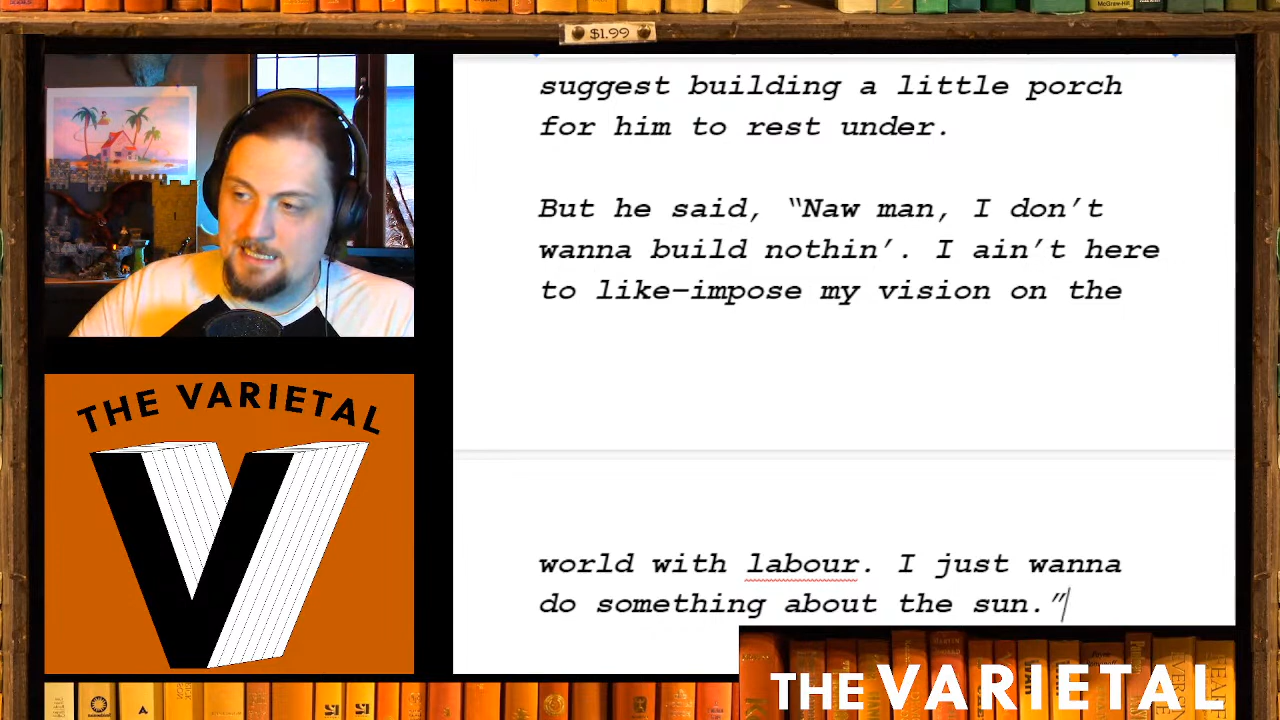 McGraw-Hill
$1.99
suggest building a little porch
for him to rest under.
But he said, “Naw man, I don’t
wanna build nothin’. I ain’t here
to like-impose my vision on the
world with labour. I just wanna
do something about the sun.”
THE VARIETAL
V
THE VARIETAL